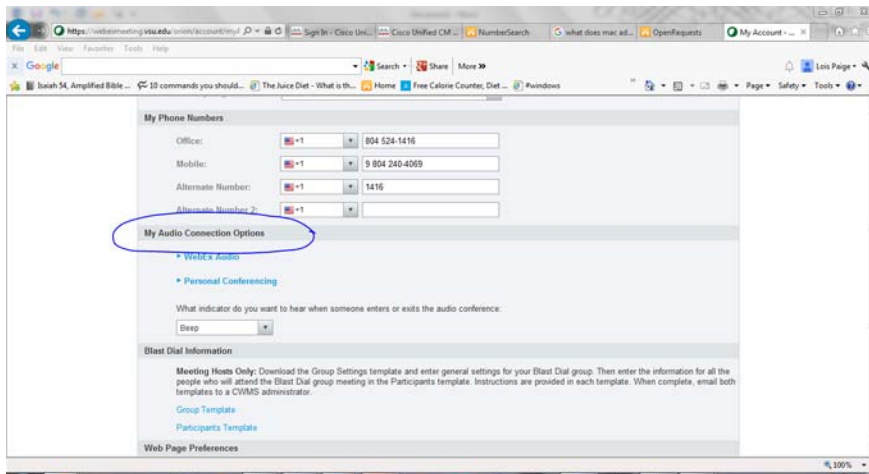 https://webexmeeting.vsu.edu/orion/account/myA
Sign In - Cisco Uni...
Cisco Unified CM ...
NumberSearch
what does mac ad...
OpenRequests
My Account - ...
File Edit View Favorites Tools Help
x Google
Search
Share
More »
Lois Paige
Isaiah 54, Amplified Bible ...
10 commands you should...
The Juice Diet - What is th...
Home
Free Calorie Counter, Diet ...
#windows
Page
Safety
Tools
My Phone Numbers
Office: +1 804 524-1416
Mobile: +1 9 804 240-4069
Alternate Number: +1 1416
Alternate Number 2: +1
My Audio Connection Options
WebEx Audio
Personal Conferencing
What indicator do you want to hear when someone enters or exits the audio conference:
Beep
Blast Dial Information
Meeting Hosts Only: Download the Group Settings template and enter general settings for your Blast Dial group. Then enter the information for all the
people who will attend the Blast Dial group meeting in the Participants template. Instructions are provided in each template. When complete, email both
templates to a CWMS administrator.
Group Template
Participants Template
Web Page Preferences
100%